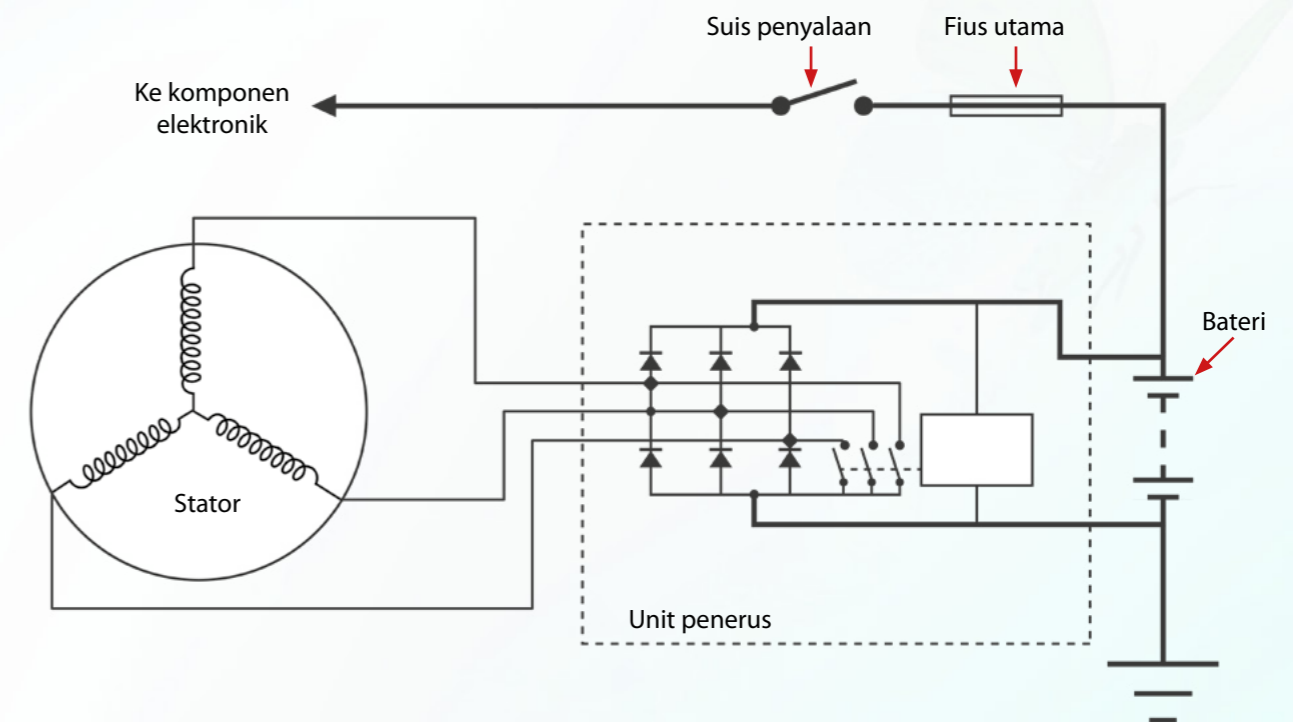 Suis penyalaan
Fius utama
Ke komponen
elektronik
Bateri
Stator
Unit penerus